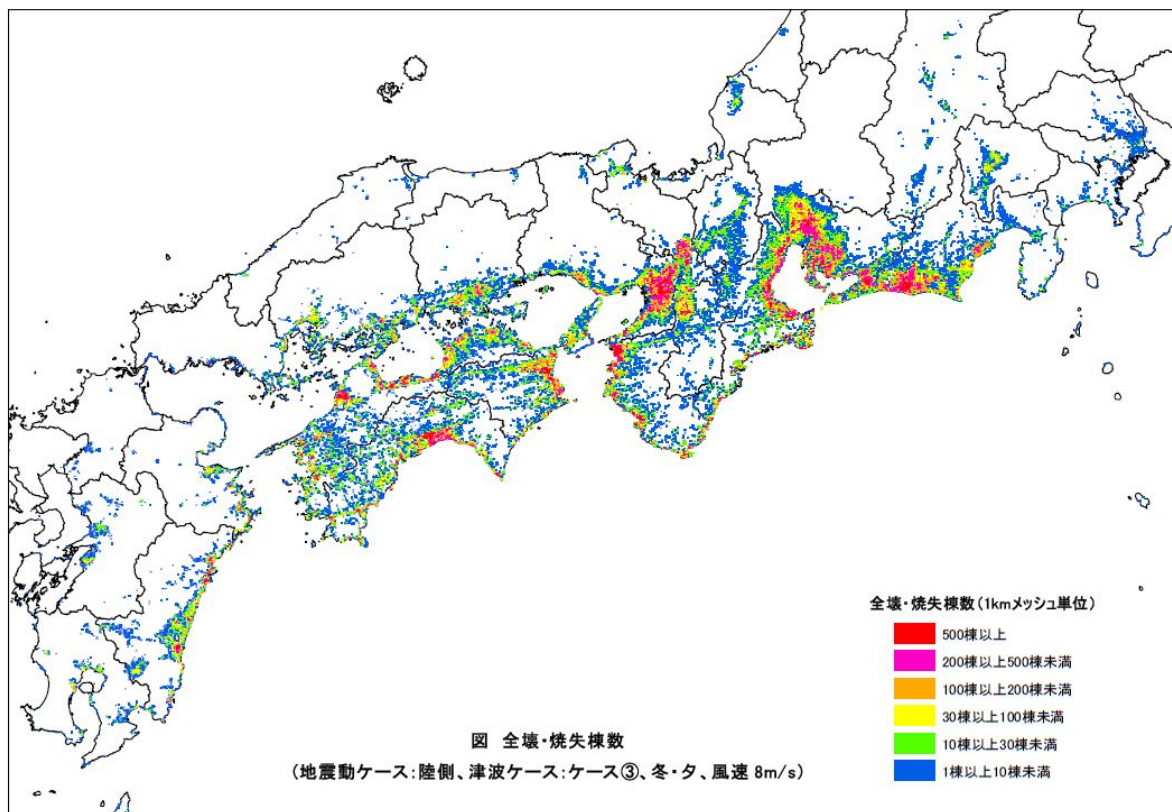 全壊・焼失棟数(1kmメッシュ単位)
500棟以上
200棟以上500棟未満
100棟以上200棟未満
30棟以上100棟未満
10棟以上30棟未満
1棟以上10棟未満
図 全壊・焼失棟数
(地震動ケース:陸側、津波ケース:ケース③、冬・夕、風速 8m/s)